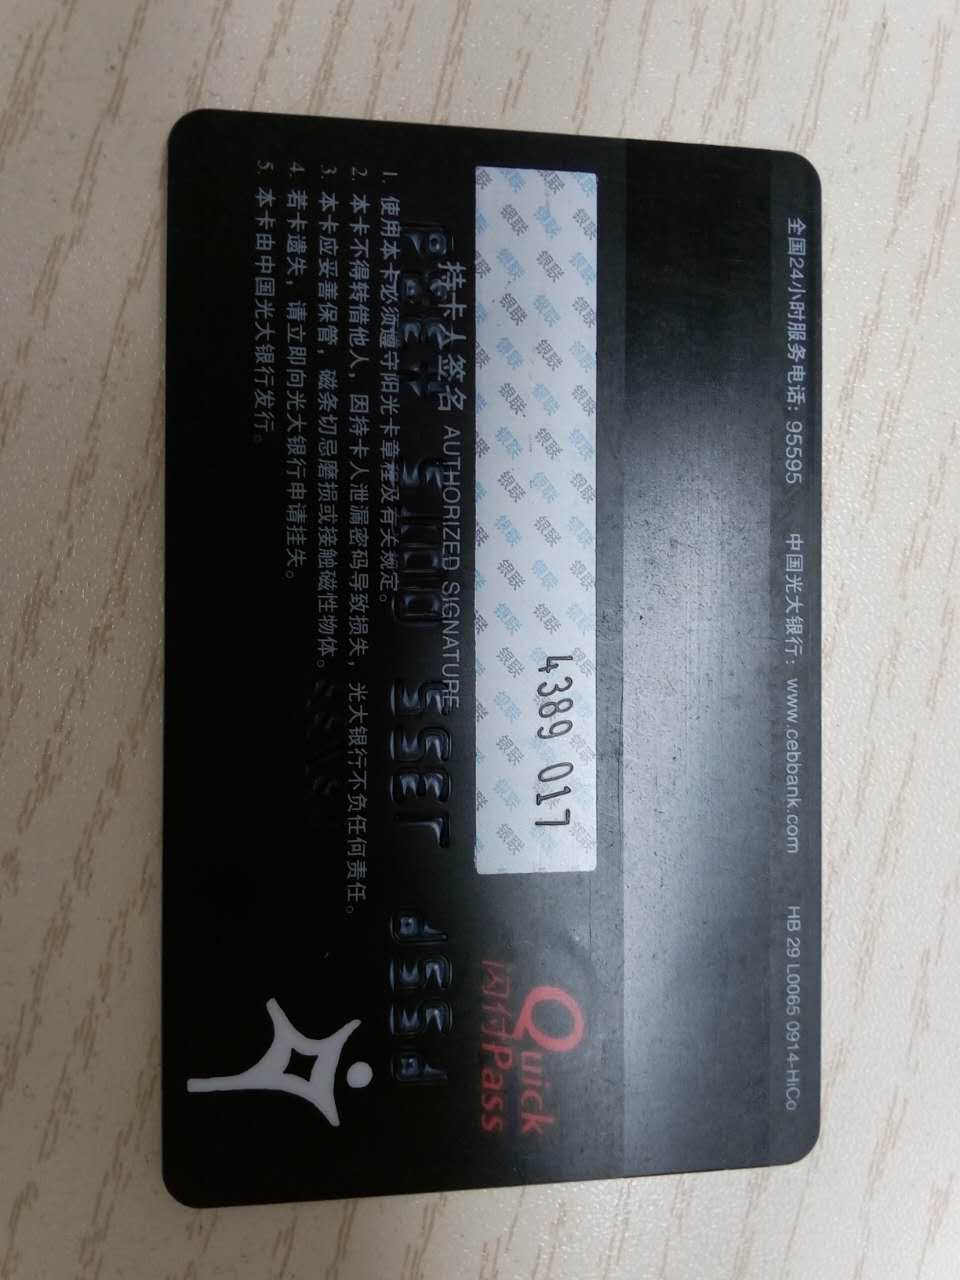 全国24小时服务电话: 95595 中国光大银行: www.cebbank.com HB 29 L0065 0914-HiCo
银联
4389 017
Quick
闪付Pass
持卡人签名 AUTHORIZED SIGNATURE
1. 使用本卡必须遵守阳光卡章程及有关规定。
2. 本卡不得转借他人，因持卡人泄漏密码导致损失，光大银行不负任何责任。
3. 本卡应妥善保管，磁条切忌磨损或接触磁性物体。
4. 若卡遗失，请立即向光大银行申请挂失。
5. 本卡由中国光大银行发行。